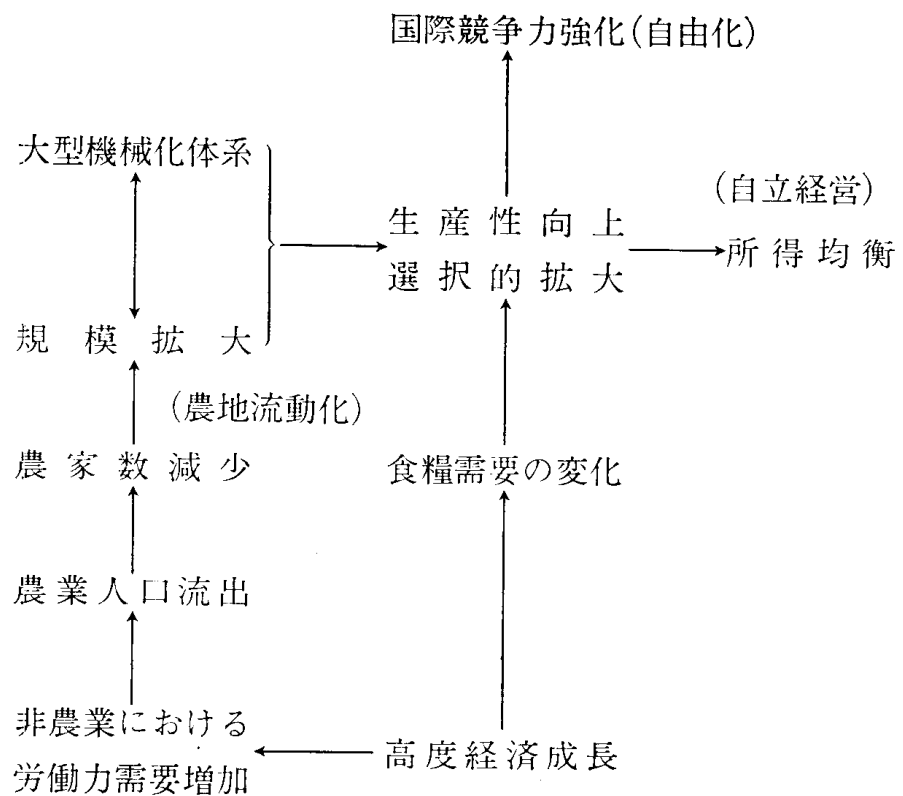 国際競争力強化(自由化)
大型機械化体系
(自立経営)
生産性向上
選択的拡大
所得均衡
規模拡大
(農地流動化)
農家数減少
食糧需要の変化
農業人口流出
非農業における
労働力需要増加
高度経済成長